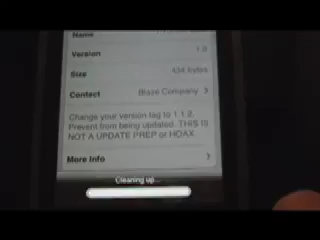 Name
Version 1.0
Size
Contact Blaze Company
Change your version tag to 1.1.2.
Prevent from being updated. THIS IS
NOT A UPDATE PREP or HOAX.
More Info
Cleaning up...